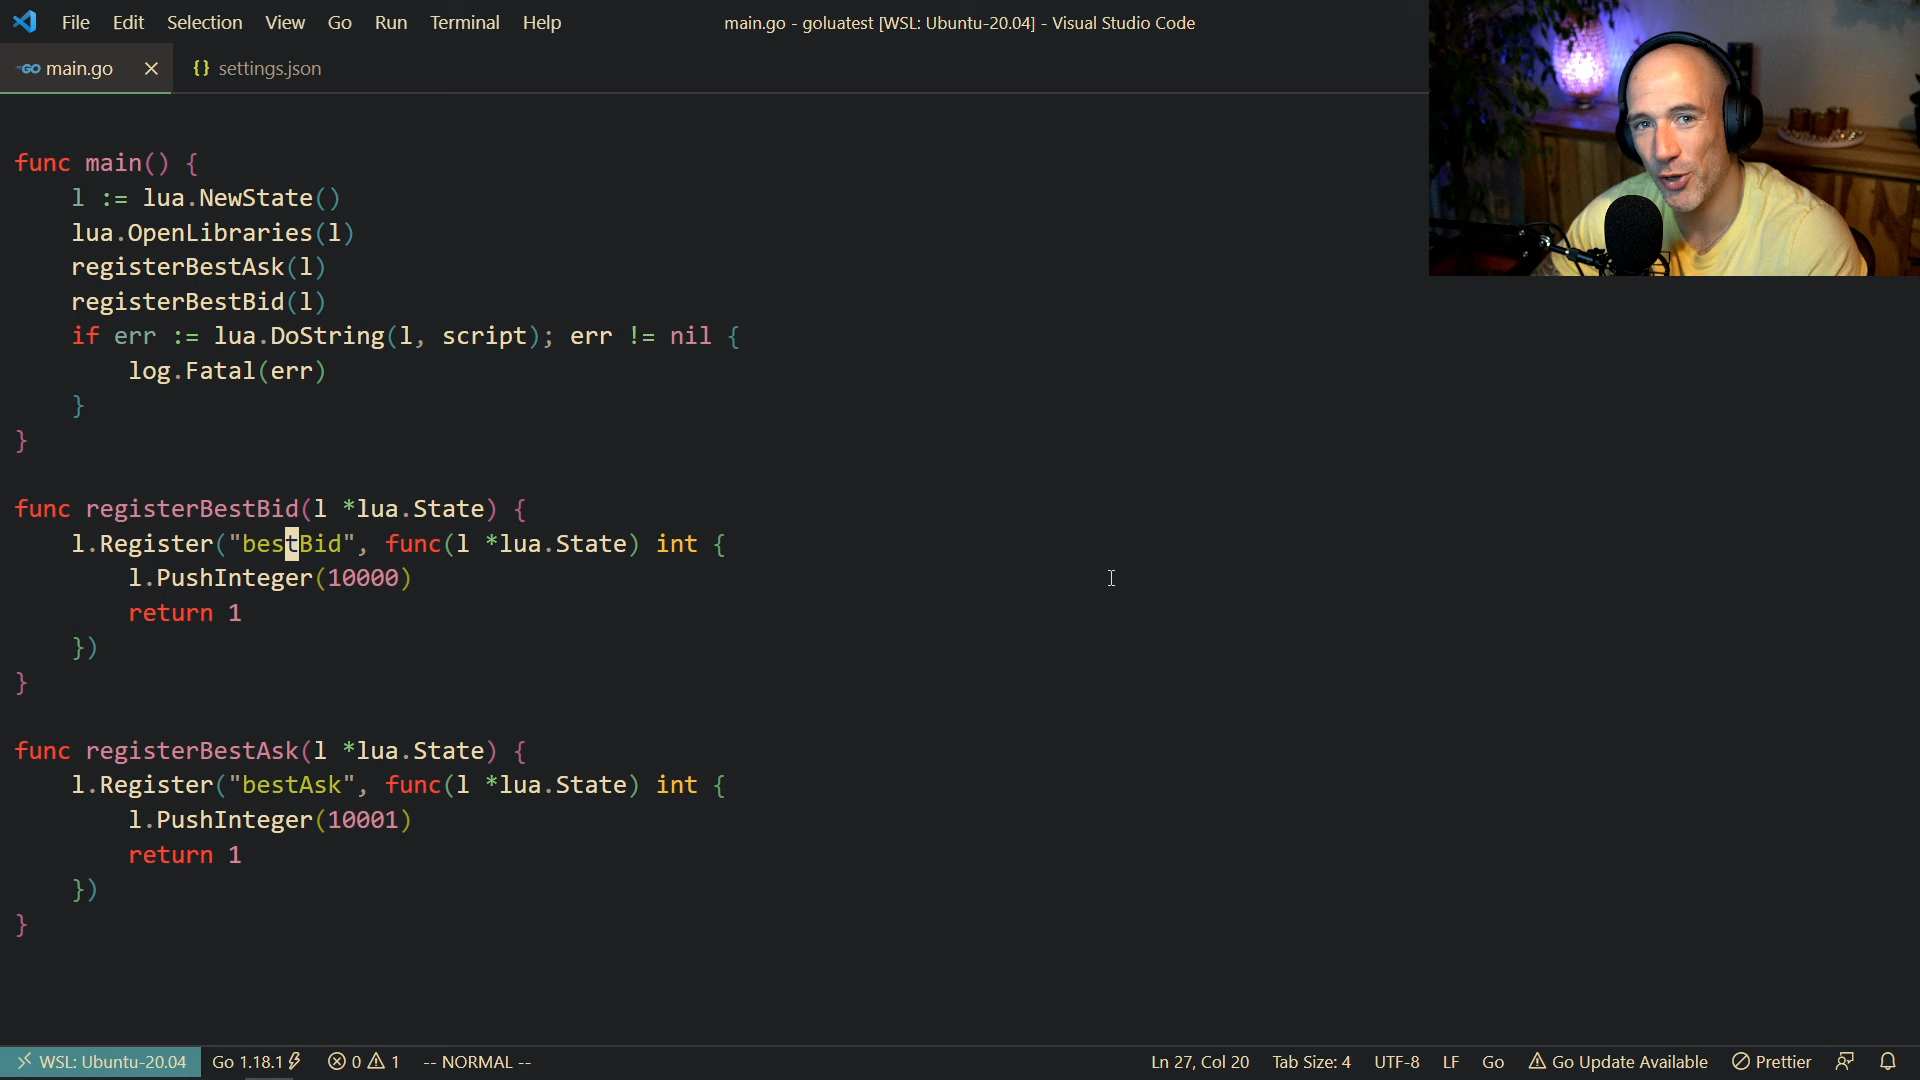 File Edit Selection View Go Run Terminal Help
main.go - goluatest [WSL: Ubuntu-20.04] - Visual Studio Code
GO main.go
{} settings.json
func main() {
    l := lua.NewState()
    lua.OpenLibraries(l)
    registerBestAsk(l)
    registerBestBid(l)
    if err := lua.DoString(l, script); err != nil {
        log.Fatal(err)
    }
}
func registerBestBid(l *lua.State) {
    l.Register("bestBid", func(l *lua.State) int {
        l.PushInteger(10000)
        return 1
    })
}
func registerBestAsk(l *lua.State) {
    l.Register("bestAsk", func(l *lua.State) int {
        l.PushInteger(10001)
        return 1
    })
}
WSL: Ubuntu-20.04 Go 1.18.1 0 1 -- NORMAL -- Ln 27, Col 20 Tab Size: 4 UTF-8 LF Go Go Update Available Prettier